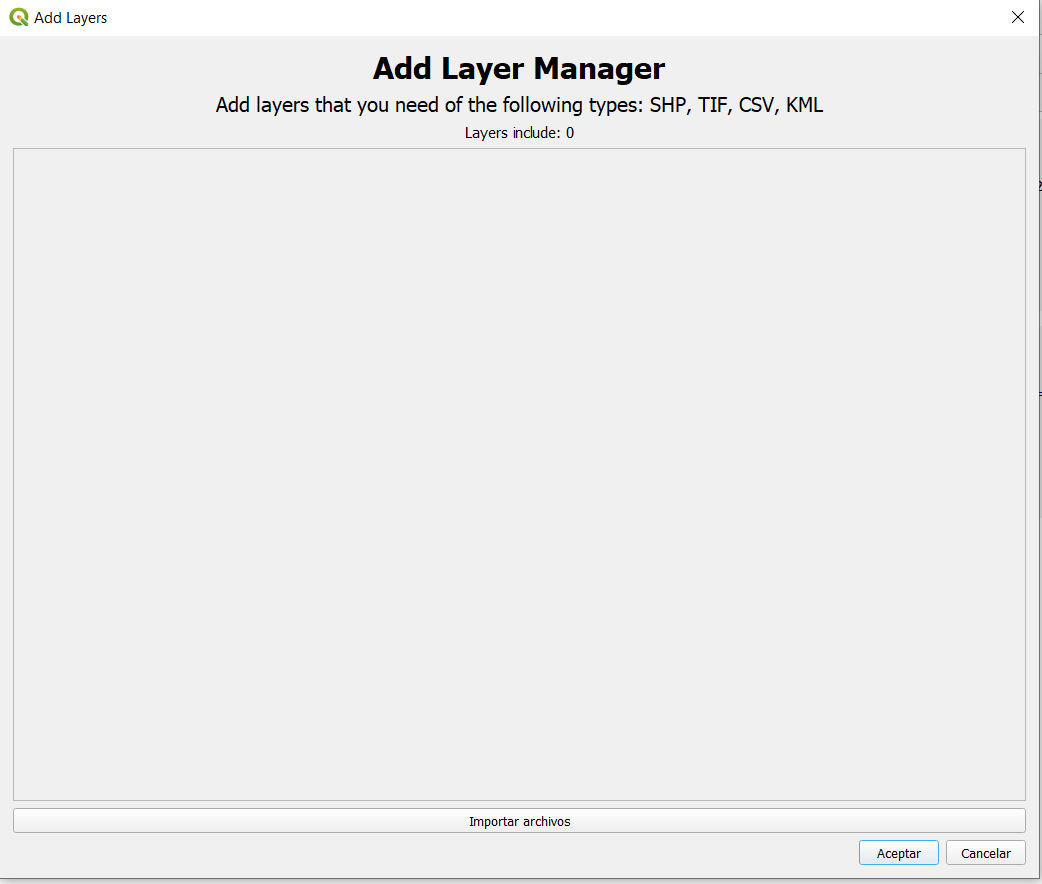 Add Layers
Add Layer Manager
Add layers that you need of the following types: SHP, TIF, CSV, KML
Layers include: 0
Importar archivos
Aceptar Cancelar